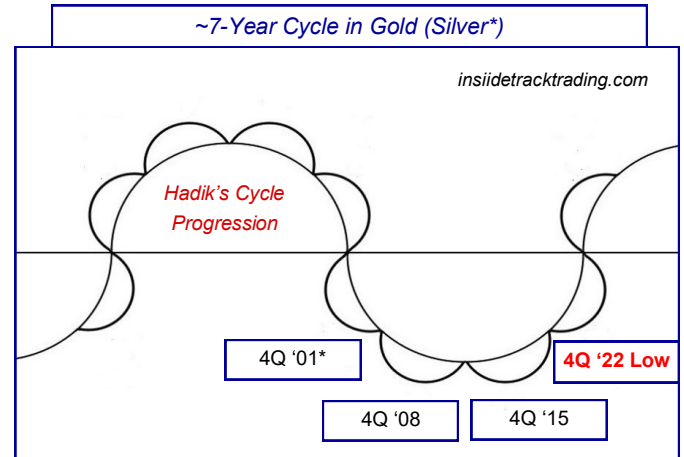 ~7-Year Cycle in Gold (Silver*)
insiidetracktrading.com
Hadik’s Cycle
Progression
4Q ‘01*
4Q ‘22 Low
4Q ‘08
4Q ‘15